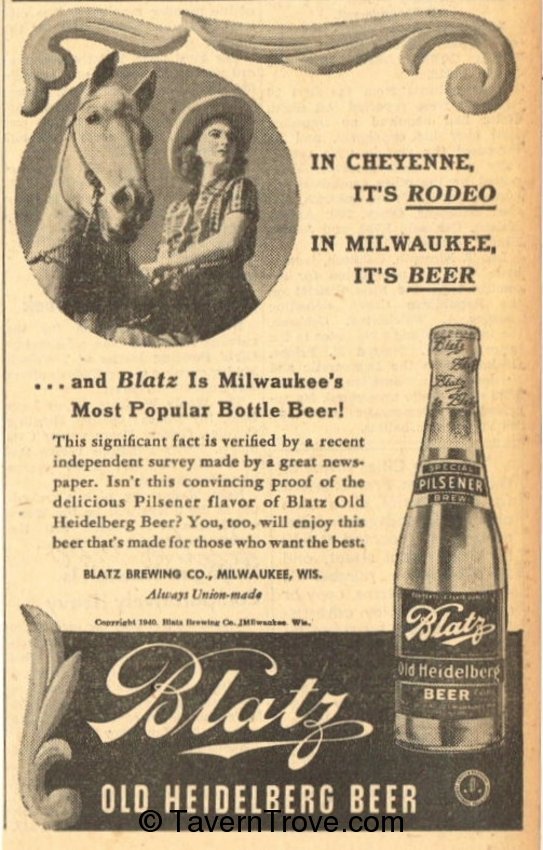 IN CHEYENNE,
IT'S RODEO
IN MILWAUKEE,
IT'S BEER
...and Blatz Is Milwaukee's
Most Popular Bottle Beer!
This significant fact is verified by a recent
independent survey made by a great news-
paper. Isn't this convincing proof of the
delicious Pilsener flavor of Blatz Old
Heidelberg Beer? You, too, will enjoy this
beer that's made for those who want the best.
BLATZ BREWING CO., MILWAUKEE, WIS.
Always Union-made
Copyright 1940. Blatz Brewing Co., Milwaukee. Wis.
Blatz
Blatz
Blatz
SPECIAL
PILSENER
BREW
Blatz
Old Heidelberg
BEER
Blatz
OLD HEIDELBERG BEER
© TavernTrove.com